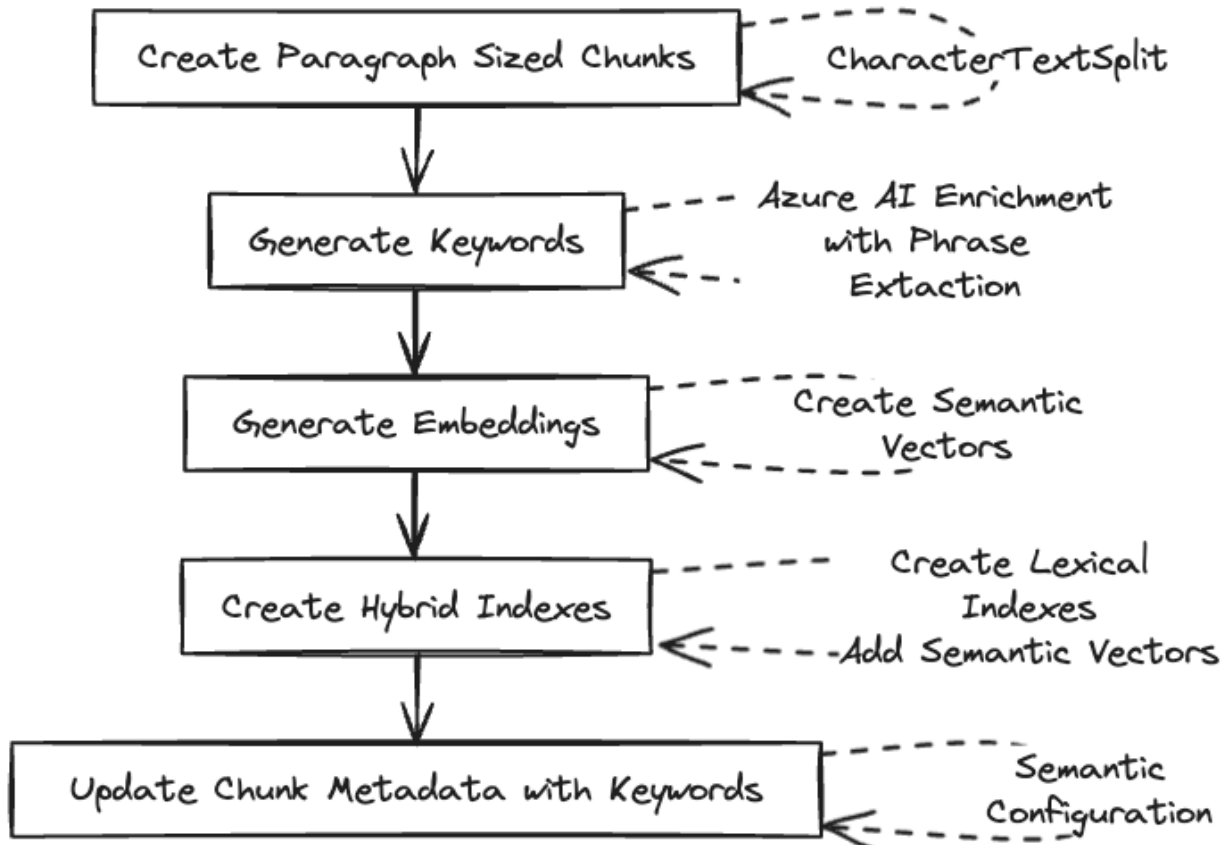 Create Paragraph Sized Chunks
CharacterTextSplit
Generate Keywords
Azure AI Enrichment
with Phrase
Extaction
Generate Embeddings
Create Semantic
Vectors
Create Hybrid Indexes
Create Lexical
Indexes
Add Semantic Vectors
Update Chunk Metadata with Keywords
Semantic
Configuration